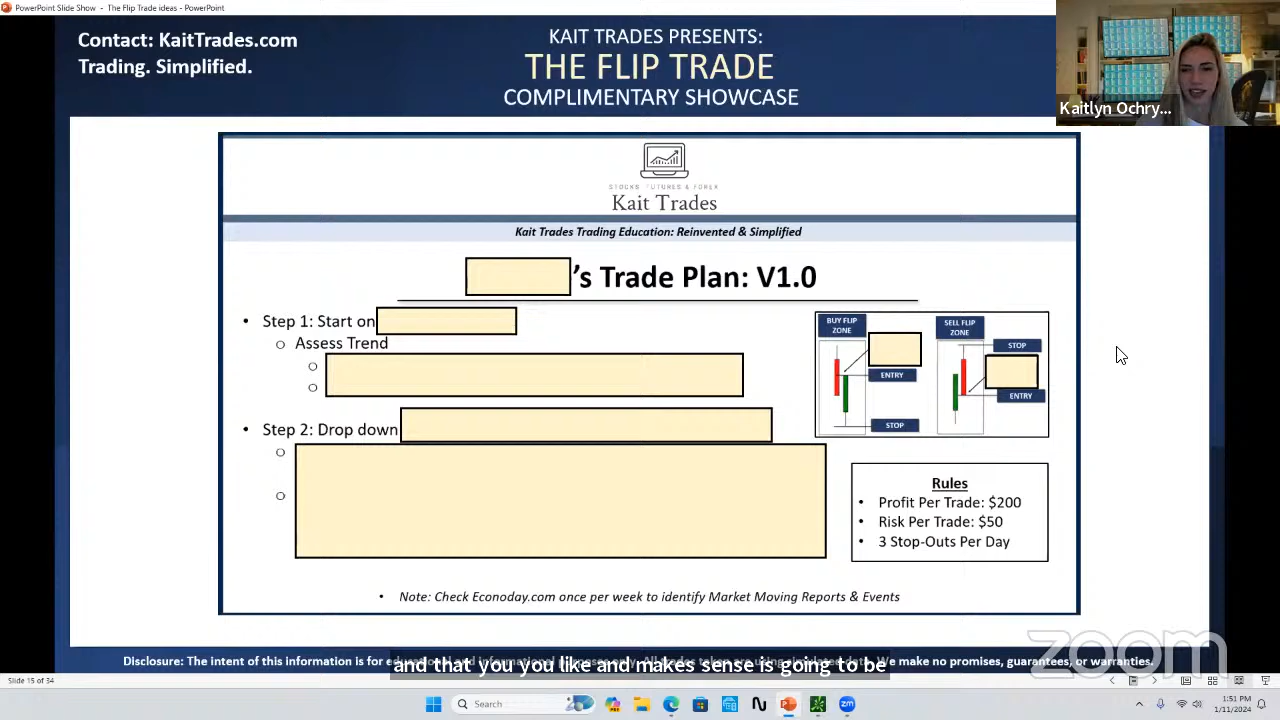 PowerPoint Slide Show - The Flip Trade ideas - PowerPoint
Contact: KaitTrades.com
Trading. Simplified.
KAIT TRADES PRESENTS:
THE FLIP TRADE
COMPLIMENTARY SHOWCASE
Kaitlyn Ochry...
STOCKS FUTURES & FOREX
Kait Trades
Kait Trades Trading Education: Reinvented & Simplified
's Trade Plan: V1.0
Step 1: Start on
Assess Trend
Step 2: Drop down
BUY FLIP
ZONE
ENTRY
STOP
SELL FLIP
ZONE
STOP
ENTRY
Rules
Profit Per Trade: $200
Risk Per Trade: $50
3 Stop-Outs Per Day
Note: Check Econoday.com once per week to identify Market Moving Reports & Events
Disclosure: The intent of this information is for We make no promises, guarantees, or warranties.
and that you you like and makes sense is going to be
zoom
Slide 15 of 34
Search
1:51 PM
1/11/2024